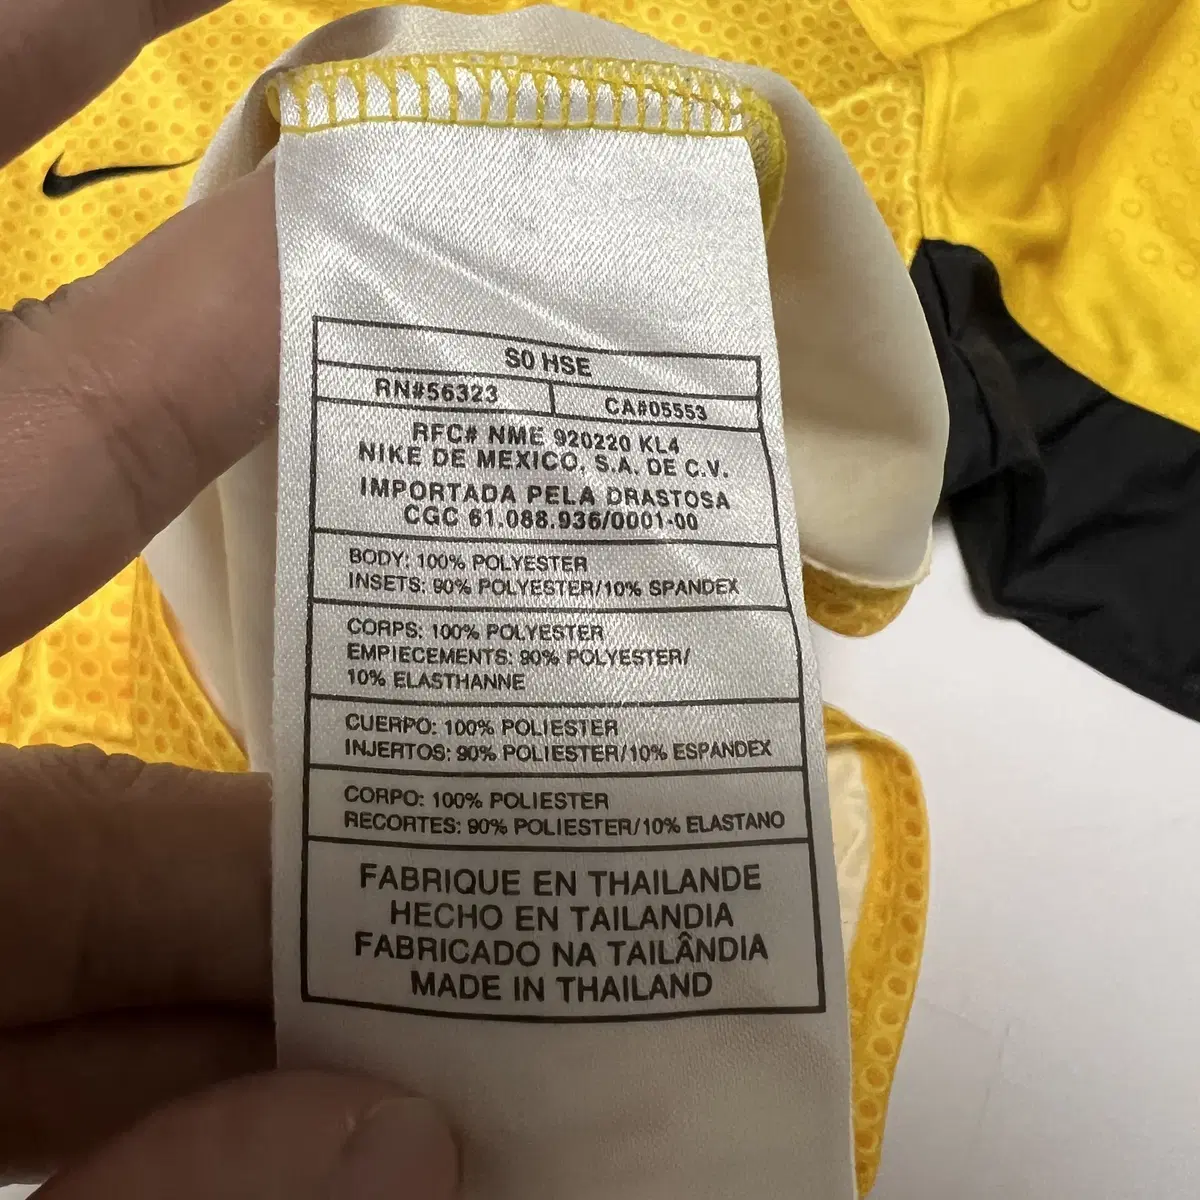 S0 HSE
RN#56323
CA#05553
RFC# NME 920220 KL4
NIKE DE MEXICO, S.A. DE C.V.
IMPORTADA PELA DRASTOSA
CGC 61.088.936/0001-00
BODY: 100% POLYESTER
INSETS: 90% POLYESTER/10% SPANDEX
CORPS: 100% POLYESTER
EMPIECEMENTS: 90% POLYESTER/
10% ELASTHANNE
CUERPO: 100% POLIESTER
INJERTOS: 90% POLIESTER/10% ESPANDEX
CORPO: 100% POLIESTER
RECORTES: 90% POLIESTER/10% ELASTANO
FABRIQUE EN THAILANDE
HECHO EN TAILANDIA
FABRICADO NA TAILÂNDIA
MADE IN THAILAND